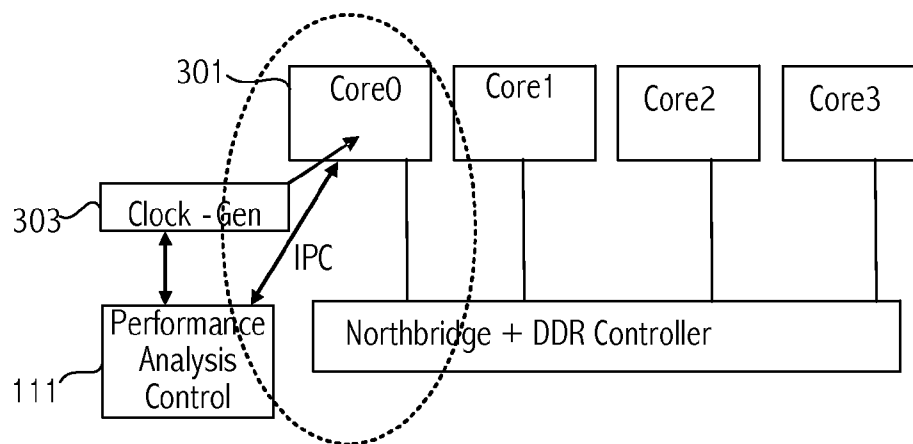 301
Core0
Core1
Core2
Core3
303
Clock - Gen
IPC
Performance
Analysis
Control
111
Northbridge + DDR Controller